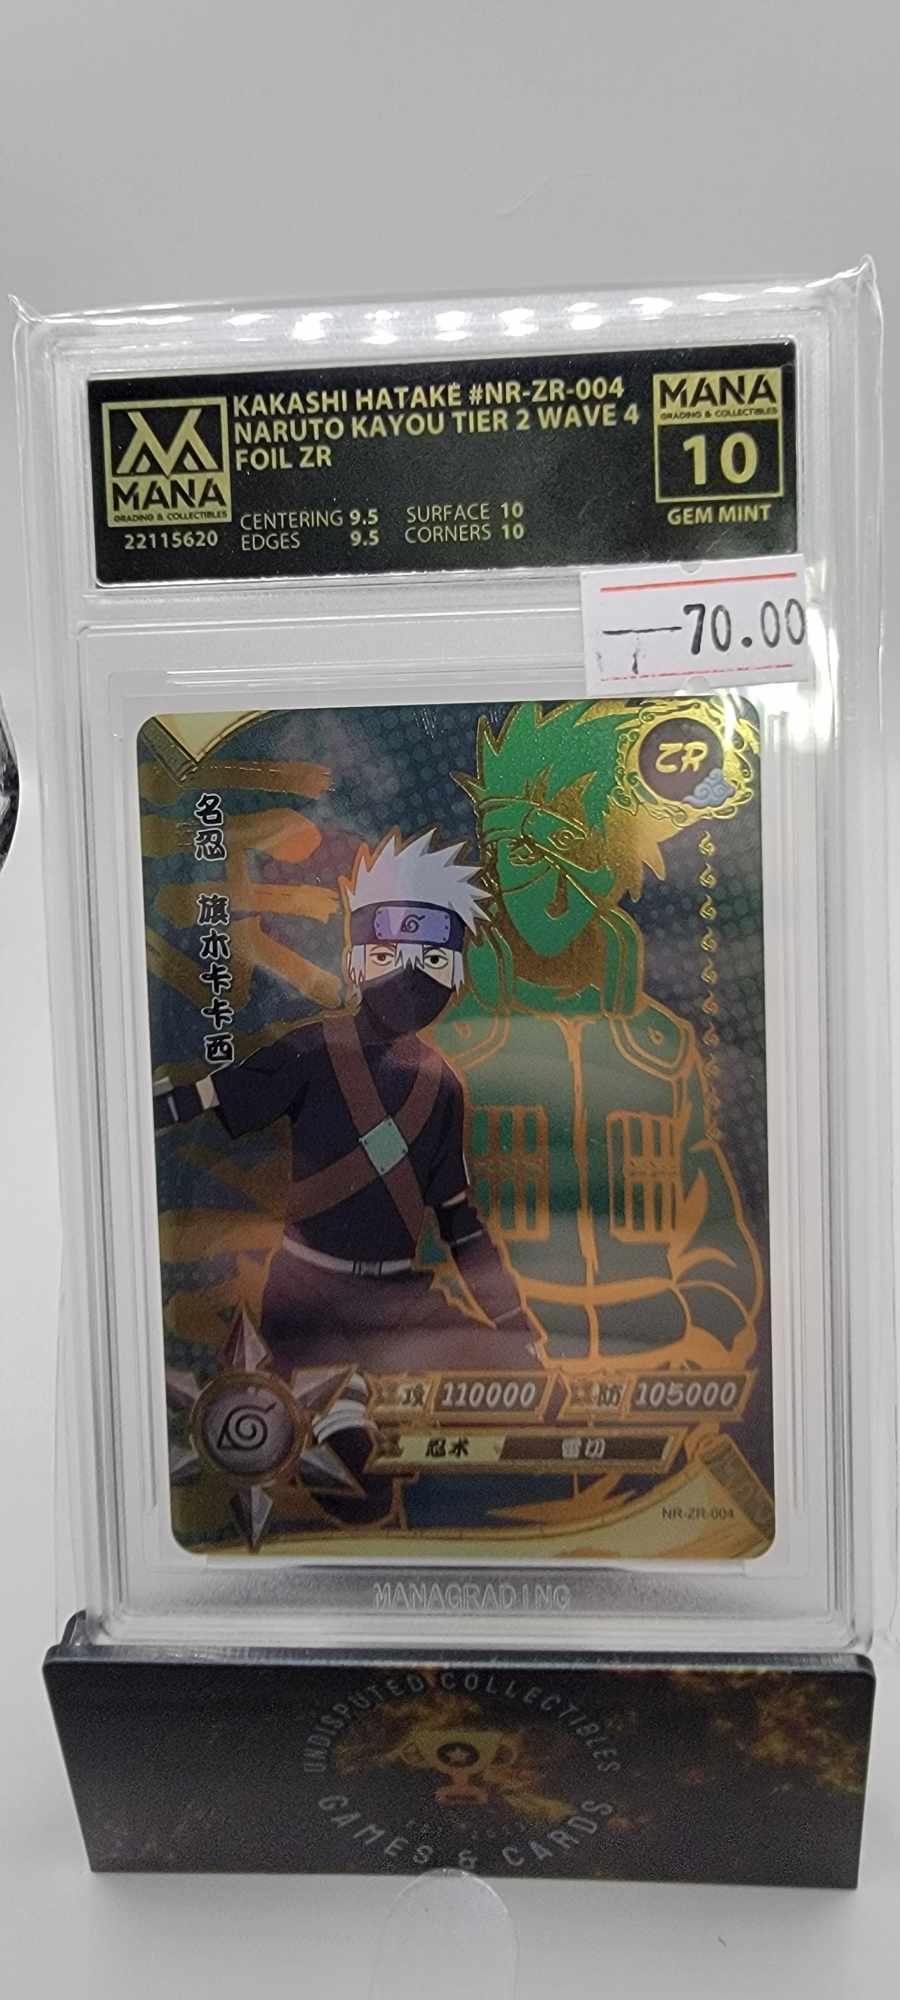 KAKASHI HATAKE #NR-ZR-004
NARUTO KAYOU TIER 2 WAVE 4
FOIL ZR
MANA
GRADING & COLLECTIBLES
22115620
CENTERING 9.5
SURFACE 10
EDGES 9.5
CORNERS 10
MANA
GRADING & COLLECTIBLES
10
GEM MINT
70.00
ZR
名忍 旗木卡卡西
攻 110000
防 105000
忍术 雷切
NR-ZR-004
MANAGRADING
UNDISPUTED COLLECTIBLES
GAMES & CARDS